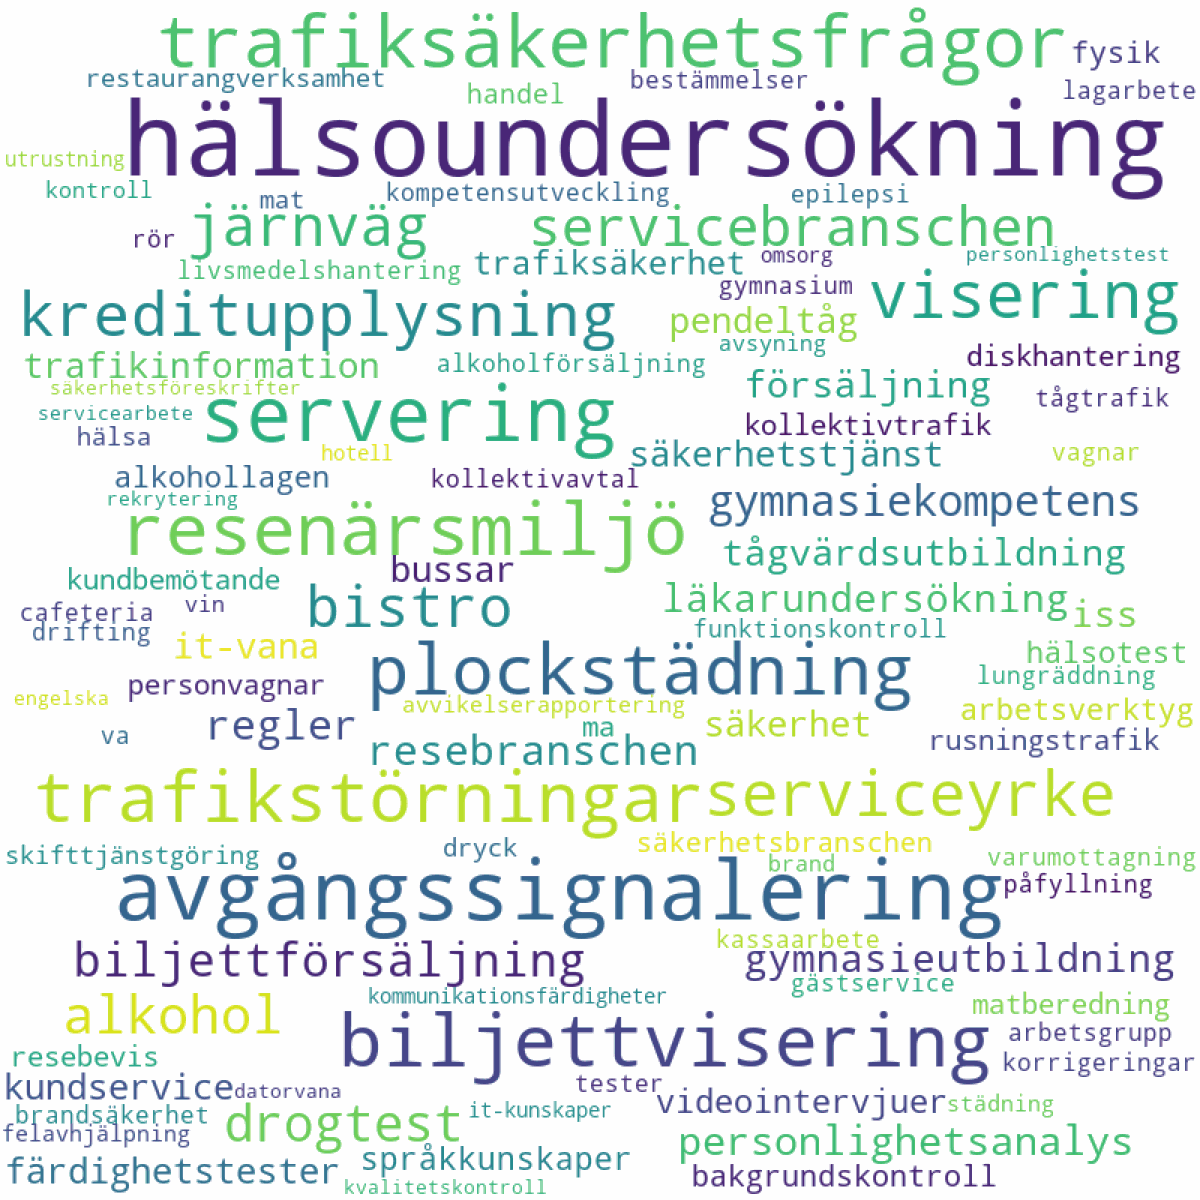 trafiksäkerhetsfrågor
fysik
restaurangverksamhet
bestämmelser
handel
lagarbete
hälsoundersökning
utrustning
kontroll
mat
kompetensutveckling
epilepsi
järnväg
servicebranschen
rör
livsmedelshantering
trafiksäkerhet
omsorg
personlighetstest
gymnasium
visering
kreditupplysning
pendeltåg
avsyning
diskhantering
trafikinformation
alkoholförsäljning
säkerhetsföreskrifter
försäljning
tågtrafik
servicearbete
servering
kollektivtrafik
hälsa
hotell
säkerhetstjänst
vagnar
alkohollagen
kollektivavtal
rekrytering
gymnasiekompetens
resenärsmiljö
tågvärdsutbildning
kundbemötande
bussar
cafeteria
vin
bistro
läkarundersökning
iss
drifting
funktionskontroll
it-vana
hälsotest
plockstädning
lungräddning
personvagnar
engelska
avvikelserapportering
arbetsverktyg
va
regler
ma
säkerhet
resebranschen
rusningstrafik
trafikstörningar
serviceyrke
skifttjänstgöring
dryck
säkerhetsbranschen
brand
varumottagning
avgångssignalering
påfyllning
kassaarbete
biljettförsäljning
gymnasieutbildning
gästservice
kommunikationsfärdigheter
matberedning
alkohol
biljettvisering
arbetsgrupp
resebevis
korrigeringar
kundservice
datorvana
tester
brandsäkerhet
drogtest
it-kunskaper
videointervjuer
städning
felavhjälpning
personlighetsanalys
färdighetstester
språkkunskaper
bakgrundskontroll
kvalitetskontroll